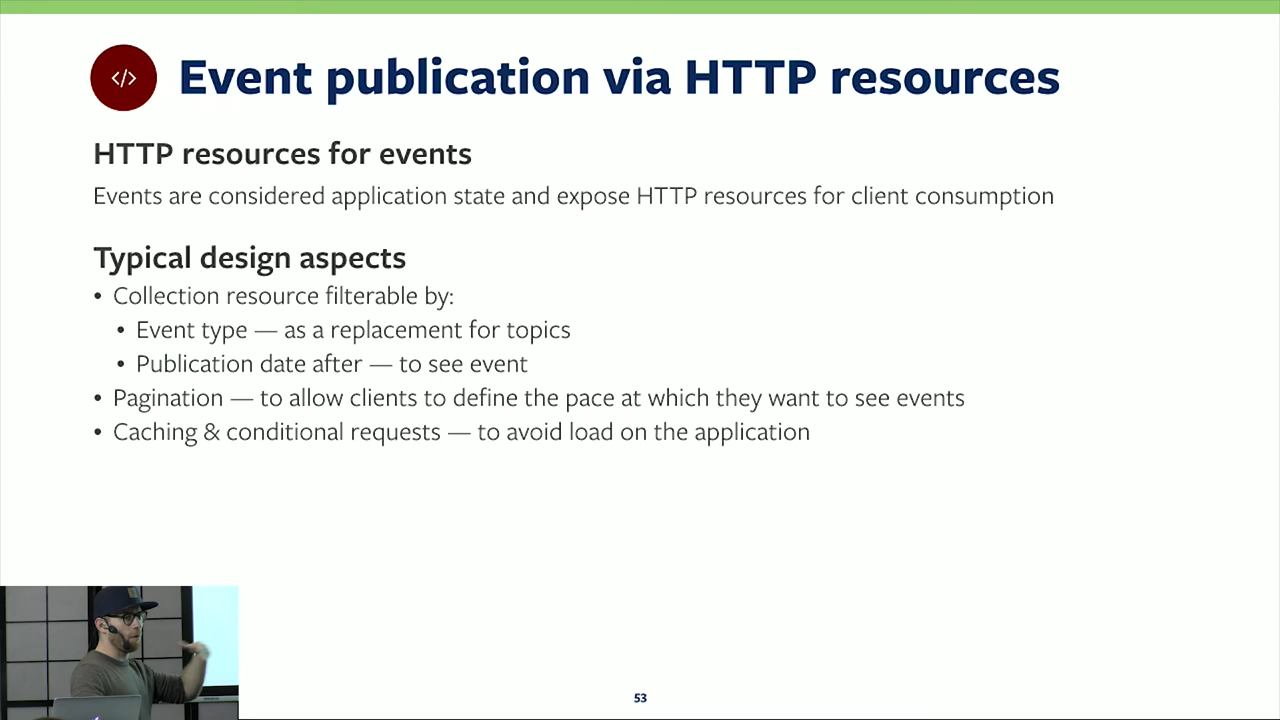 </>
Event publication via HTTP resources
HTTP resources for events
Events are considered application state and expose HTTP resources for client consumption
Typical design aspects
• Collection resource filterable by:
• Event type — as a replacement for topics
• Publication date after — to see event
• Pagination — to allow clients to define the pace at which they want to see events
• Caching & conditional requests — to avoid load on the application
53